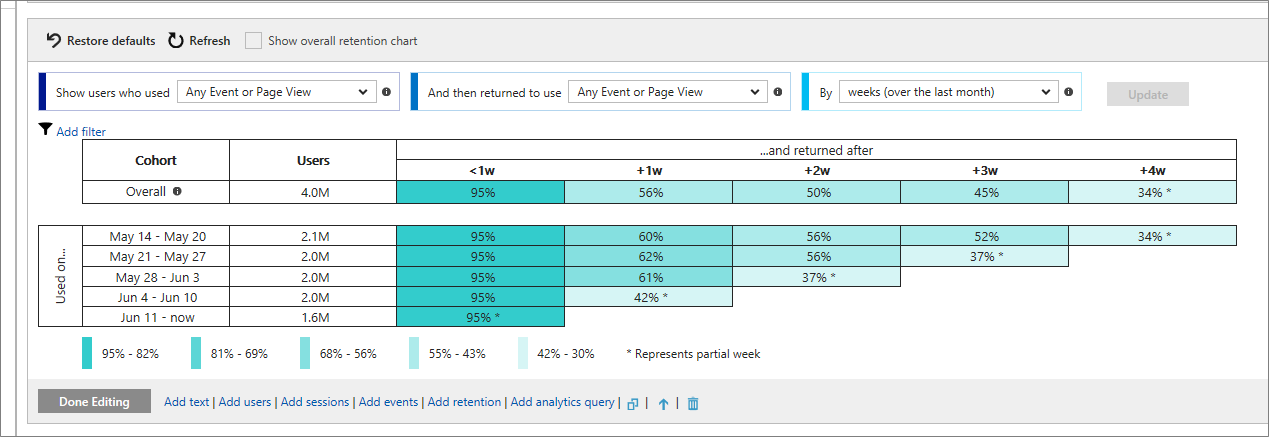 Restore defaults Refresh Show overall retention chart
Show users who used Any Event or Page View And then returned to use Any Event or Page View By weeks (over the last month) Update
Add filter
Cohort Users ...and returned after
<1w +1w +2w +3w +4w
Overall 4.0M 95% 56% 50% 45% 34% *
Used on...
May 14 - May 20 2.1M 95% 60% 56% 52% 34% *
May 21 - May 27 2.0M 95% 62% 56% 37% *
May 28 - Jun 3 2.0M 95% 61% 37% *
Jun 4 - Jun 10 2.0M 95% 42% *
Jun 11 - now 1.6M 95% *
95% - 82% 81% - 69% 68% - 56% 55% - 43% 42% - 30% * Represents partial week
Done Editing Add text | Add users | Add sessions | Add events | Add retention | Add analytics query | | |